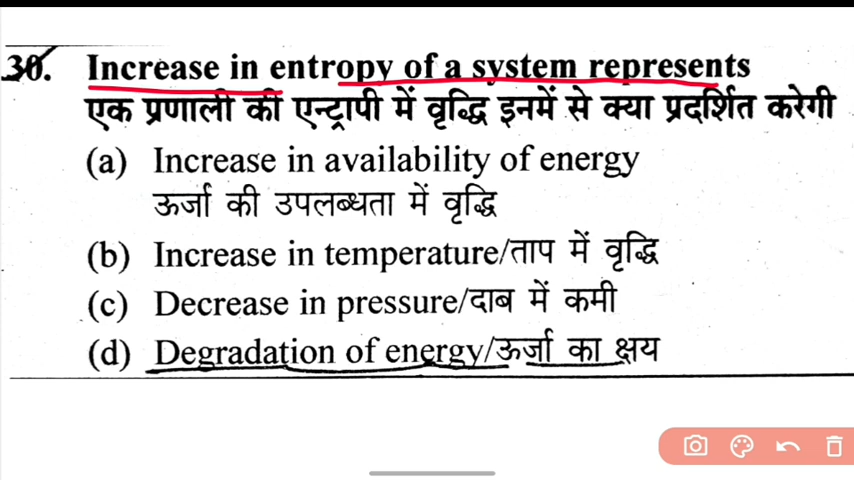 30. Increase in entropy of a system represents
एक प्रणाली की एन्ट्रापी में वृद्धि इनमें से क्या प्रदर्शित करेगी
(a) Increase in availability of energy
ऊर्जा की उपलब्धता में वृद्धि
(b) Increase in temperature/ताप में वृद्धि
(c) Decrease in pressure/दाब में कमी
(d) Degradation of energy/ऊर्जा का क्षय